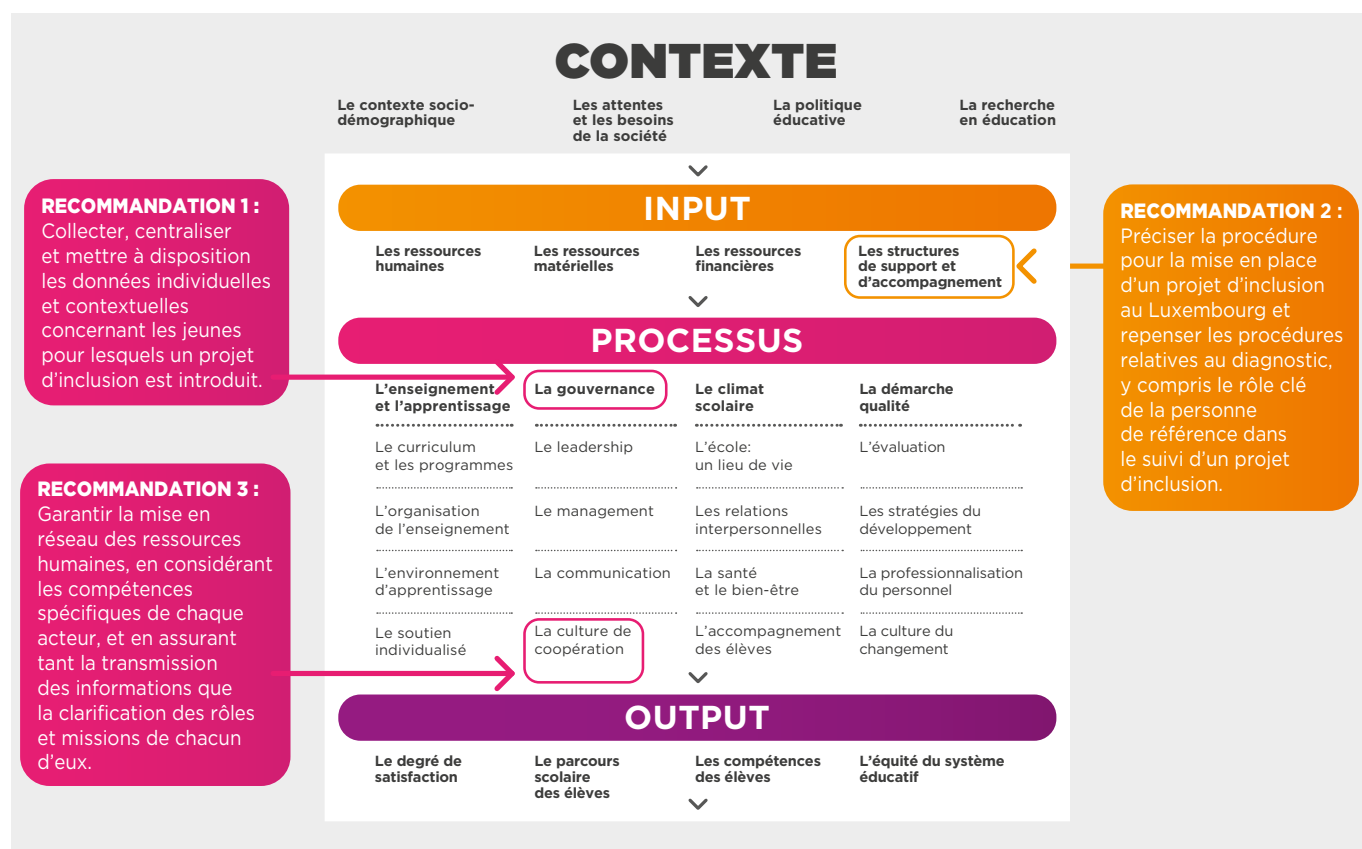 CONTEXTE
Le contexte socio-
démographique
Les attentes
et les besoins
de la société
La politique
éducative
La recherche
en éducation
RECOMMANDATION 1 :
Collecter, centraliser
et mettre à disposition
les données individuelles
et contextuelles
concernant les jeunes
pour lesquels un projet
d’inclusion est introduit.
INPUT
Les ressources
humaines
Les ressources
matérielles
Les ressources
financières
Les structures
de support et
d’accompagnement
RECOMMANDATION 2 :
Préciser la procédure
pour la mise en place
d’un projet d’inclusion
au Luxembourg et
repenser les procédures
relatives au diagnostic,
y compris le rôle clé
de la personne
de référence dans
le suivi d’un projet
d’inclusion.
PROCESSUS
L’enseignement
et l’apprentissage
La gouvernance
Le climat
scolaire
La démarche
qualité
Le curriculum
et les programmes
Le leadership
L’école:
un lieu de vie
L’évaluation
L’organisation
de l’enseignement
Le management
Les relations
interpersonnelles
Les stratégies du
développement
L’environnement
d’apprentissage
La communication
La santé
et le bien-être
La professionnalisation
du personnel
Le soutien
individualisé
La culture de
coopération
L’accompagnement
des élèves
La culture du
changement
RECOMMANDATION 3 :
Garantir la mise en
réseau des ressources
humaines, en considérant
les compétences
spécifiques de chaque
acteur, et en assurant
tant la transmission
des informations que
la clarification des rôles
et missions de chacun
d’eux.
OUTPUT
Le degré de
satisfaction
Le parcours
scolaire
des élèves
Les compétences
des élèves
L’équité du système
éducatif